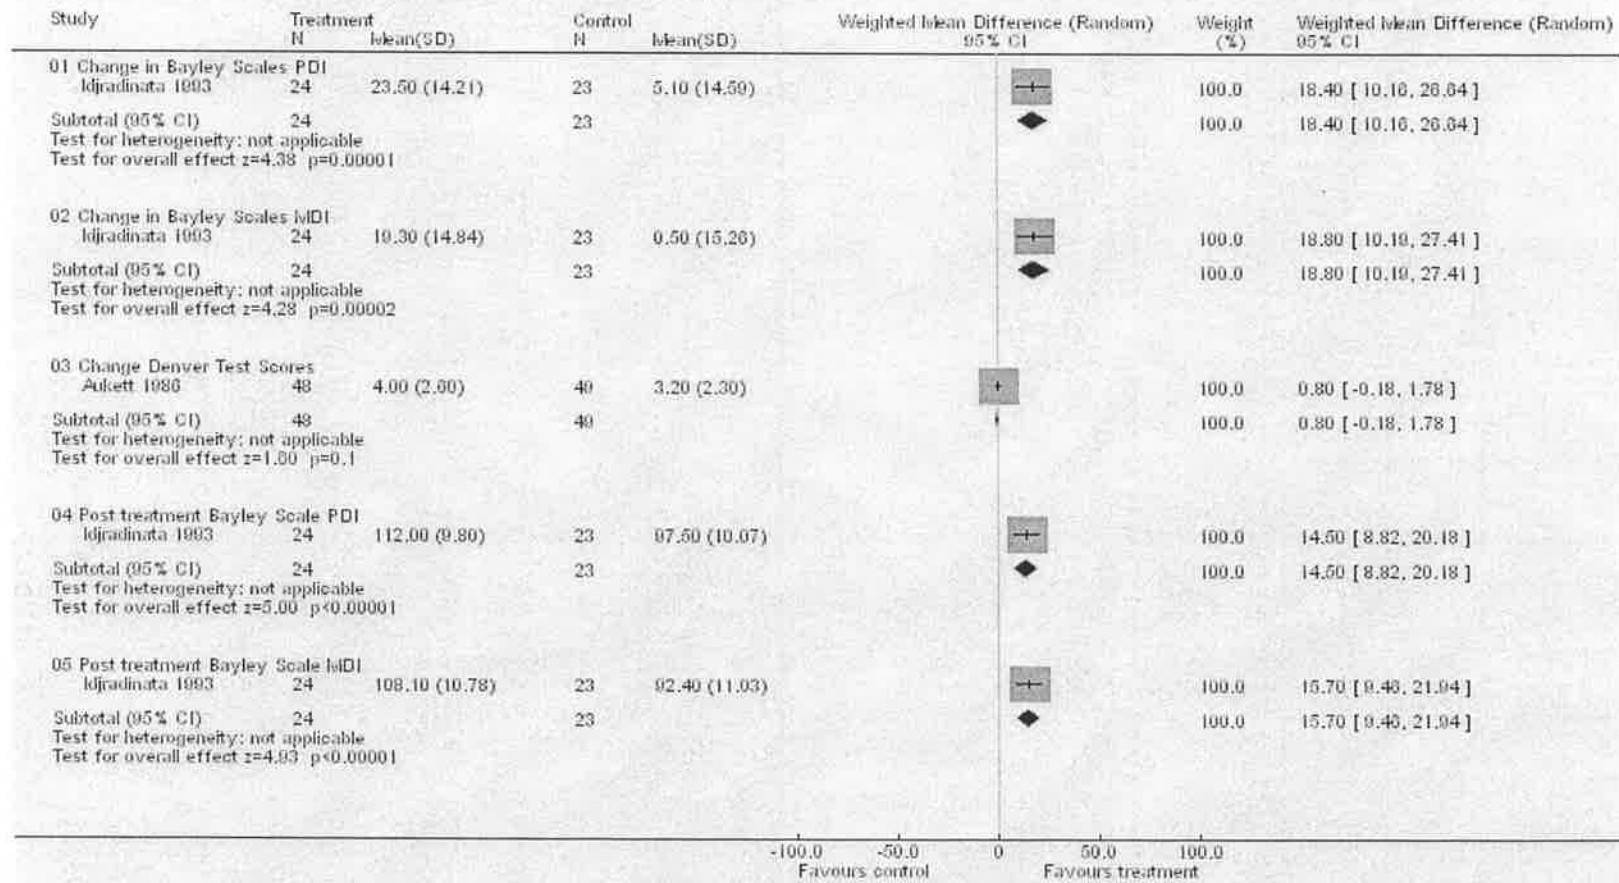 Study Treatment Control Weighted Mean Difference (Random) Weight Weighted Mean Difference (Random)
N Mean(SD) N Mean(SD) 95% CI (%) 95% CI
01 Change in Bayley Scales PDI
Idjradinata 1993 24 23.50 (14.21) 23 5.10 (14.59) 100.0 18.40 [ 10.16, 26.64 ]
Subtotal (95% CI) 24 23 100.0 18.40 [ 10.16, 26.64 ]
Test for heterogeneity: not applicable
Test for overall effect z=4.38 p=0.00001
02 Change in Bayley Scales MDI
Idjradinata 1993 24 19.30 (14.84) 23 0.50 (15.26) 100.0 18.80 [ 10.19, 27.41 ]
Subtotal (95% CI) 24 23 100.0 18.80 [ 10.19, 27.41 ]
Test for heterogeneity: not applicable
Test for overall effect z=4.28 p=0.00002
03 Change Denver Test Scores
Aukett 1986 48 4.00 (2.60) 49 3.20 (2.30) 100.0 0.80 [ -0.18, 1.78 ]
Subtotal (95% CI) 48 49 100.0 0.80 [ -0.18, 1.78 ]
Test for heterogeneity: not applicable
Test for overall effect z=1.60 p=0.1
04 Post treatment Bayley Scale PDI
Idjradinata 1993 24 112.00 (9.80) 23 97.50 (10.07) 100.0 14.50 [ 8.82, 20.18 ]
Subtotal (95% CI) 24 23 100.0 14.50 [ 8.82, 20.18 ]
Test for heterogeneity: not applicable
Test for overall effect z=5.00 p<0.00001
05 Post treatment Bayley Scale MDI
Idjradinata 1993 24 108.10 (10.78) 23 92.40 (11.03) 100.0 15.70 [ 9.46, 21.94 ]
Subtotal (95% CI) 24 23 100.0 15.70 [ 9.46, 21.94 ]
Test for heterogeneity: not applicable
Test for overall effect z=4.93 p<0.00001
-100.0 -50.0 0 50.0 100.0
Favours control Favours treatment